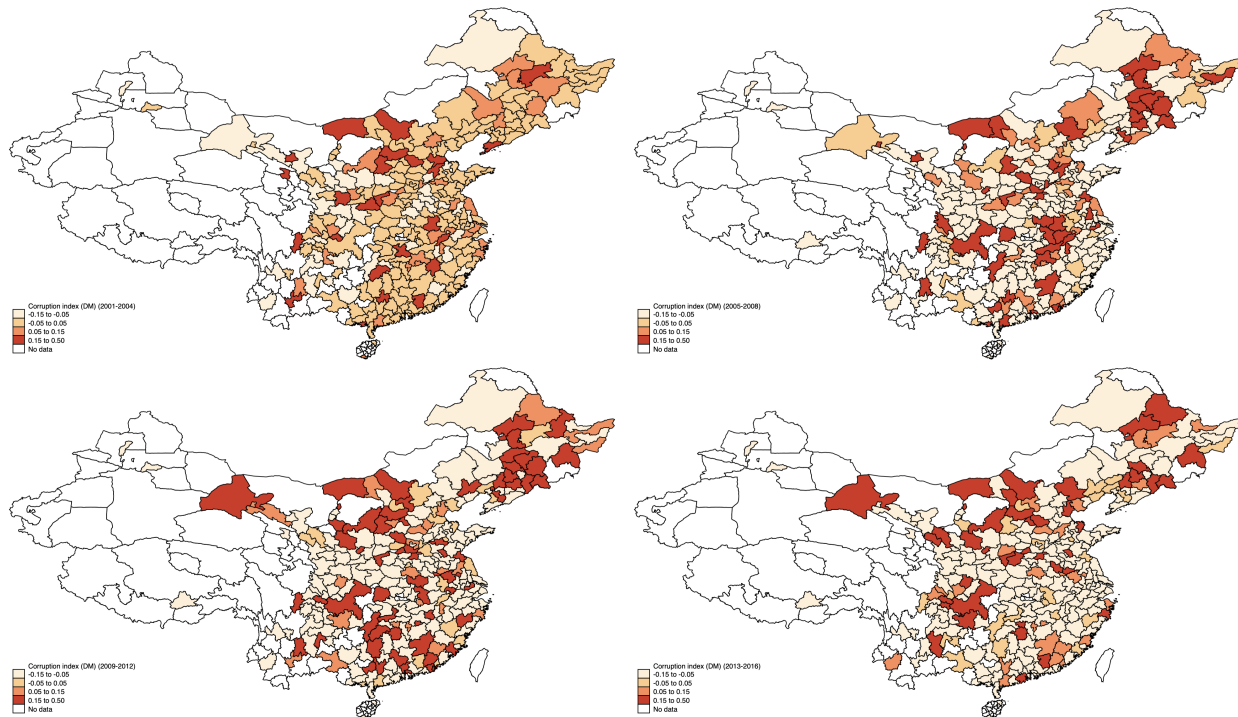 Corruption index (DM) (2001-2004)
-0.15 to -0.05
-0.05 to 0.05
0.05 to 0.15
0.15 to 0.50
No data
Corruption index (DM) (2005-2008)
-0.15 to -0.05
-0.05 to 0.05
0.05 to 0.15
0.15 to 0.50
No data
Corruption index (DM) (2009-2012)
-0.15 to -0.05
-0.05 to 0.05
0.05 to 0.15
0.15 to 0.50
No data
Corruption index (DM) (2013-2016)
-0.15 to -0.05
-0.05 to 0.05
0.05 to 0.15
0.15 to 0.50
No data